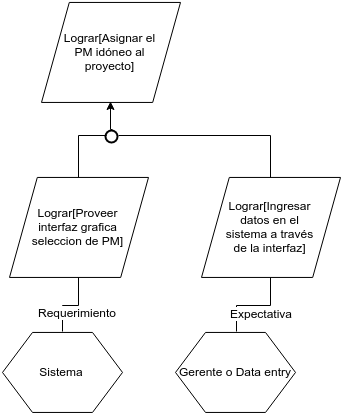 Lograr[Asignar el
PM idóneo al
proyecto]
Lograr[Proveer
interfaz grafica
seleccion de PM]
Lograr[Ingresar
datos en el
sistema a través
de la interfaz]
Requerimiento
Expectativa
Sistema
Gerente o Data entry